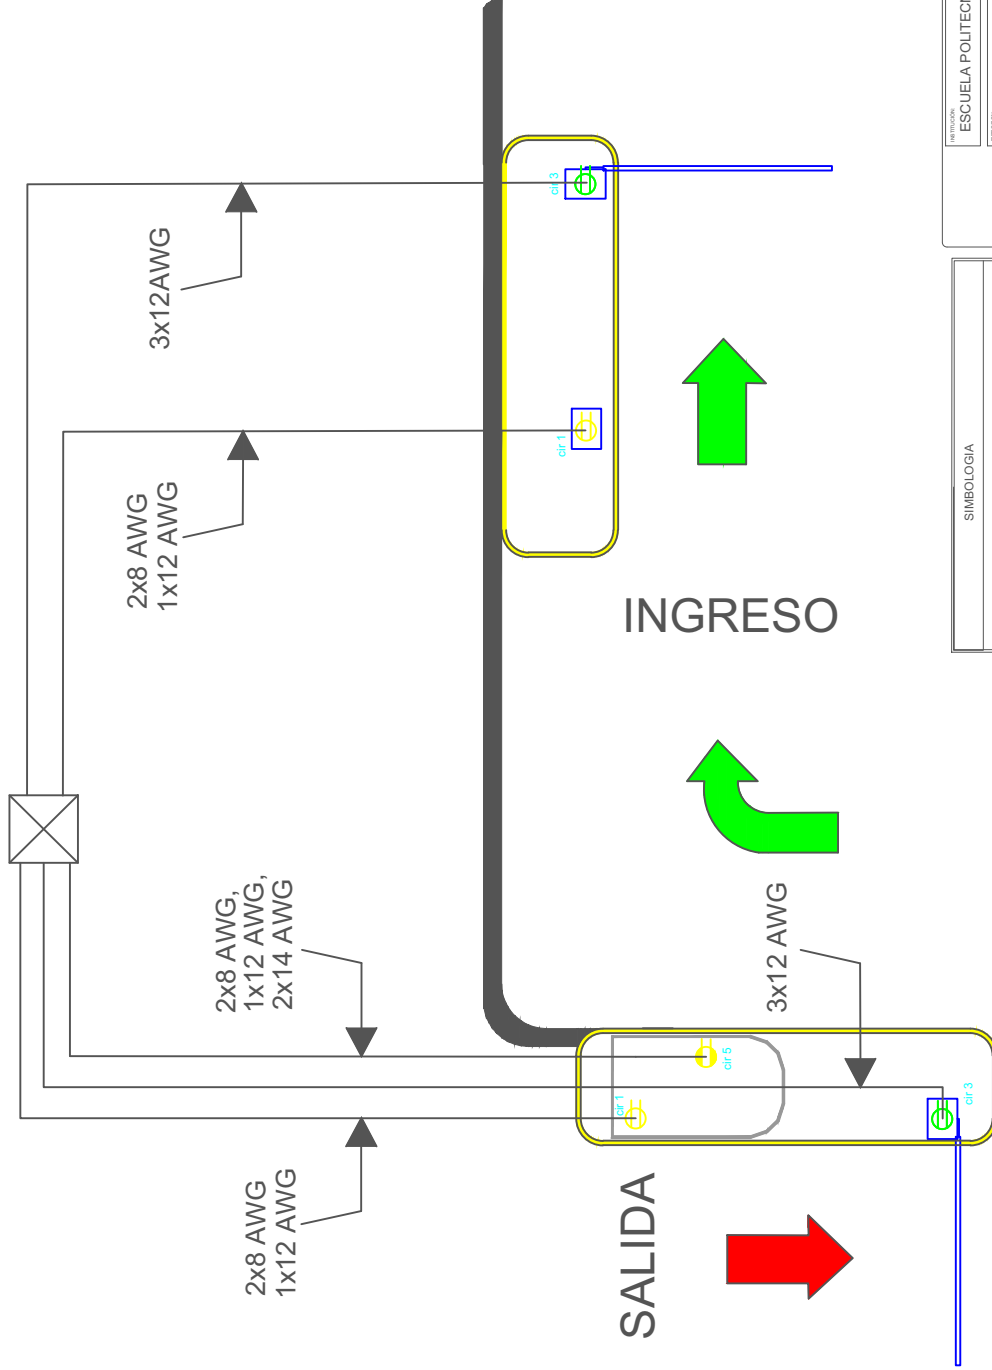 3x12AWG
2x8 AWG
1x12 AWG
2x8 AWG,
1x12 AWG,
2x14 AWG
2x8 AWG
1x12 AWG
3x12 AWG
cir 3
cir 1
cir 1
cir 5
cir 3
INGRESO
SALIDA
SIMBOLOGIA
INSTITUCIÓN:
ESCUELA